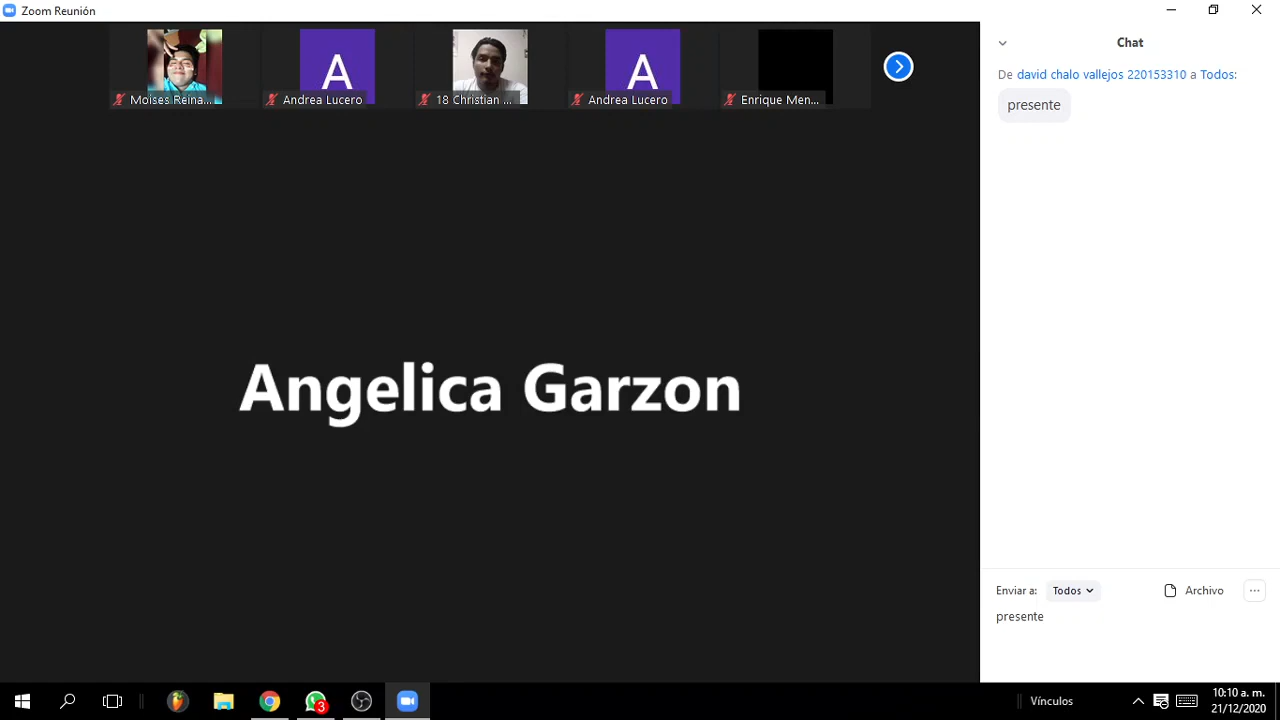 Zoom Reunión
Moises Reina...
A
Andrea Lucero
18 Christian ...
A
Andrea Lucero
Enrique Men...
Angelica Garzon
Chat
De david chalo vallejos 220153310 a Todos:
presente
Enviar a: Todos
Archivo
presente
3
Vínculos
10:10 a. m.
21/12/2020